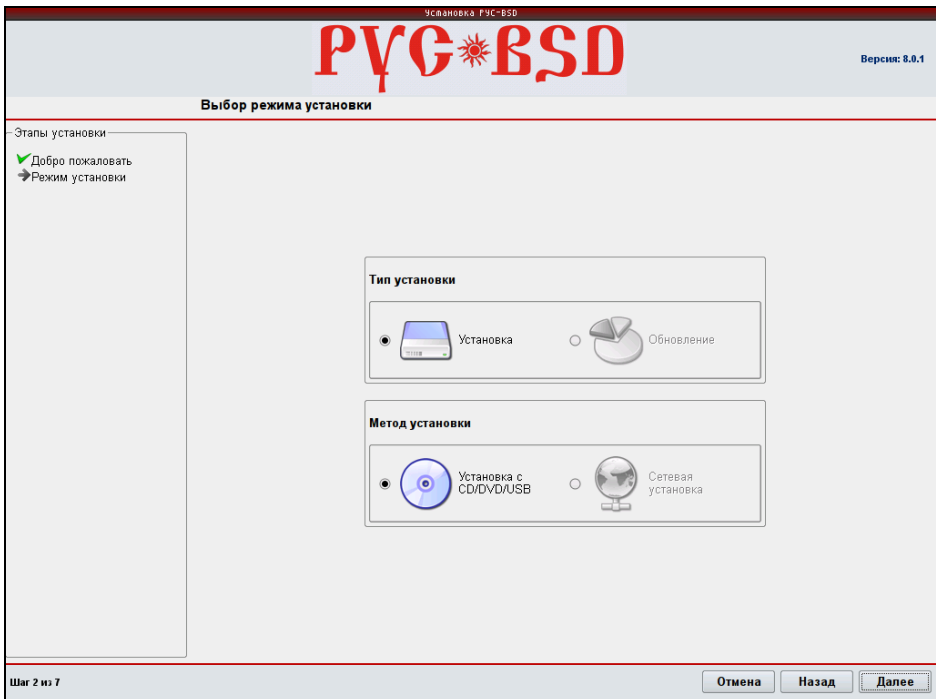 Установка РУС-BSD
РУС BSD
Версия: 8.0.1
Выбор режима установки
Этапы установки
Добро пожаловать
Режим установки
Тип установки
Установка
Обновление
Метод установки
Установка с
CD/DVD/USB
Сетевая
установка
Шаг 2 из 7
Отмена
Назад
Далее